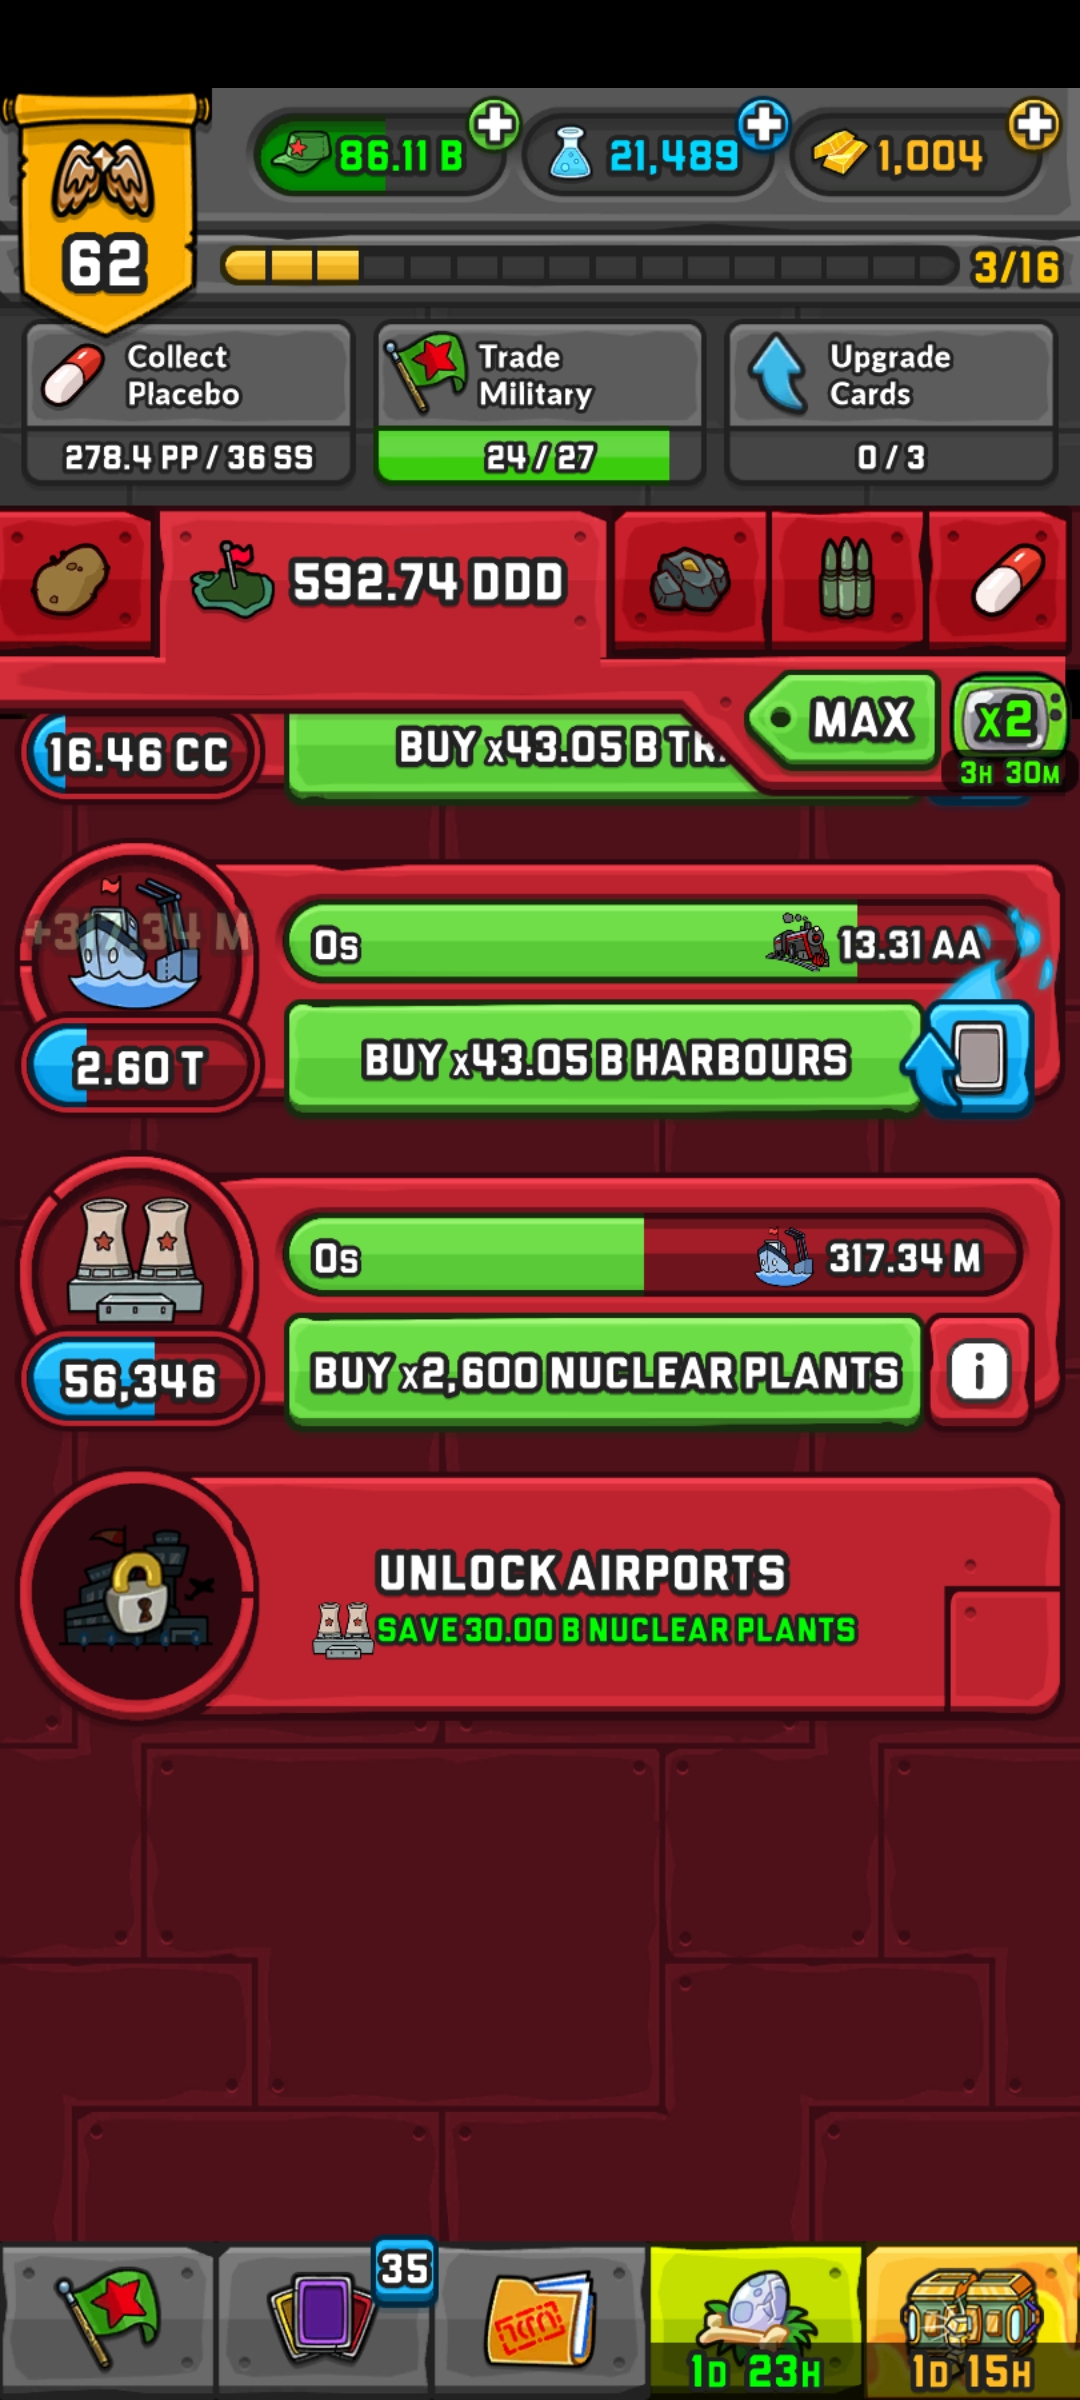 86.11 B
21,489
1,004
62
3/16
Collect
Placebo
278.4 PP / 36 SS
Trade
Military
24 / 27
Upgrade
Cards
0 / 3
592.74 DDD
MAX
x2
3H 30M
16.46 CC
BUY x43.05 B
+317.34 M
0s
13.31 AA
2.60 T
BUY x43.05 B HARBOURS
0s
317.34 M
56,346
BUY x2,600 NUCLEAR PLANTS
i
UNLOCK AIRPORTS
SAVE 30.00 B NUCLEAR PLANTS
35
1D 23H
1D 15H